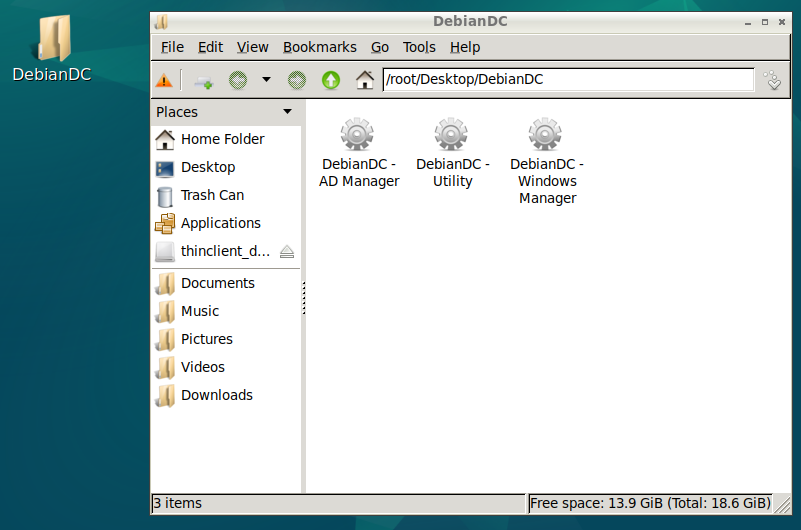 DebianDC
DebianDC
File Edit View Bookmarks Go Tools Help
/root/Desktop/DebianDC
Places
Home Folder
Desktop
Trash Can
Applications
thinclient_d...
Documents
Music
Pictures
Videos
Downloads
DebianDC -
AD Manager
DebianDC -
Utility
DebianDC -
Windows
Manager
3 items
Free space: 13.9 GiB (Total: 18.6 GiB)